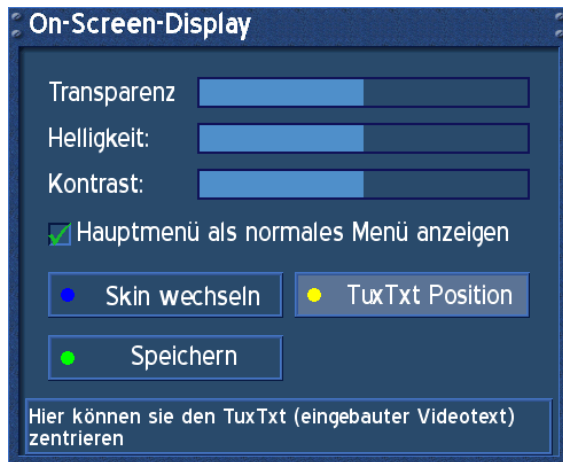 On-Screen-Display
Transparenz
Helligkeit:
Kontrast:
Hauptmenü als normales Menü anzeigen
Skin wechseln
TuxTxt Position
Speichern
Hier können sie den TuxTxt (eingebauter Videotext)
zentrieren